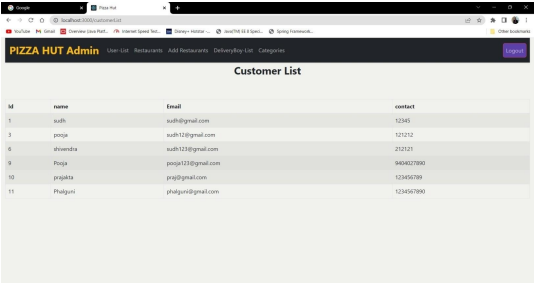 Google
Pizza Hut
localhost:3000/customerList
YouTube Gmail Overview (Java Platf... Internet Speed Test... Disney+ Hotstar -... Java(TM) EE 8 Speci... Spring Framework... Other bookmarks
PIZZA HUT Admin User-List Restaurants Add Restaurants DeliveryBoy-List Categories Logout
Customer List
Id name Email contact
1 sudh sudh@gmail.com 12345
3 pooja sudh12@gmail.com 121212
6 shivendra sudh123@gmail.com 212121
9 Pooja pooja123@gmail.com 9404027890
10 prajakta praj@gmail.com 123456789
11 Phalguni phalguni@gmail.com 1234567890